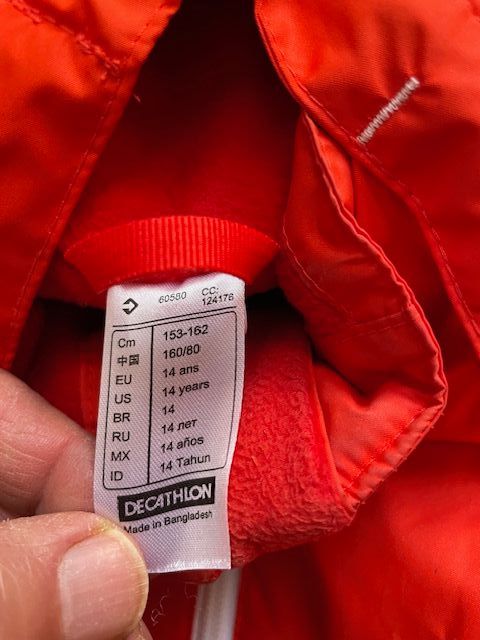 60580 CC:
124178
Cm 153-162
中国 160/80
EU 14 ans
US 14 years
BR 14
RU 14 лет
MX 14 años
ID 14 Tahun
DECATHLON
Made in Bangladesh